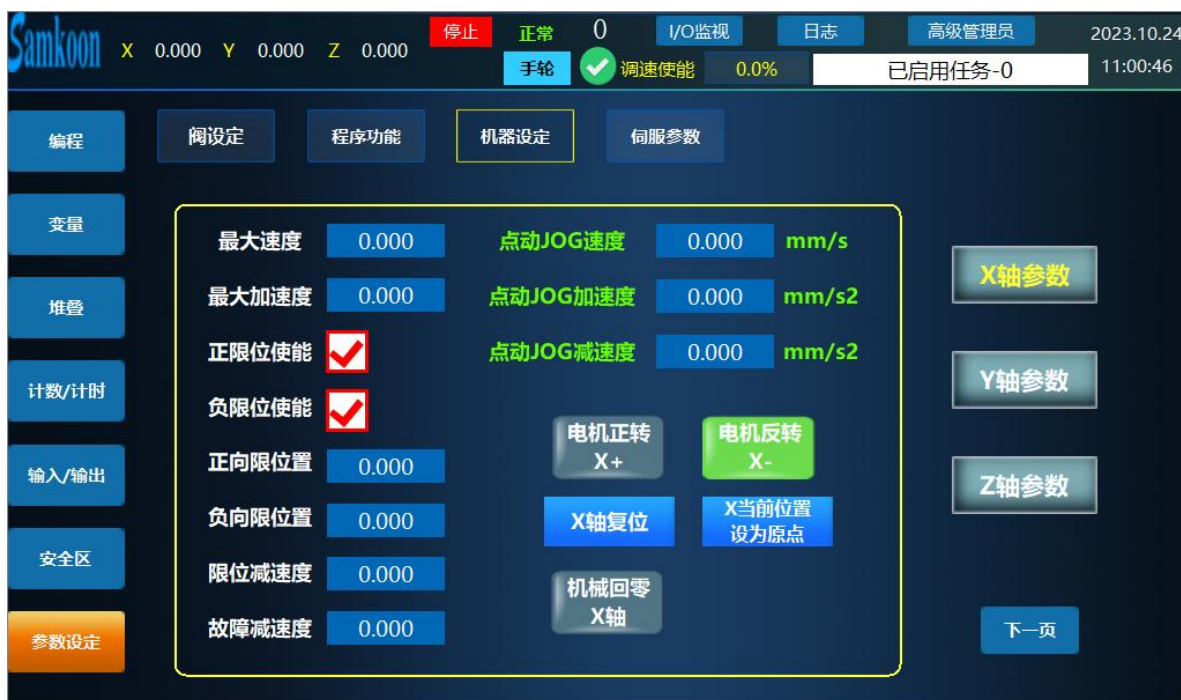 Samkoon
X 0.000 Y 0.000 Z 0.000
停止
正常
0
I/O监视
日志
高级管理员
2023.10.24
手轮
调速使能
0.0%
已启用任务-0
11:00:46
编程
变量
堆叠
计数/计时
输入/输出
安全区
参数设定
阀设定
程序功能
机器设定
伺服参数
最大速度 0.000
最大加速度 0.000
正限位使能
负限位使能
正向限位置 0.000
负向限位置 0.000
限位减速度 0.000
故障减速度 0.000
点动JOG速度 0.000 mm/s
点动JOG加速度 0.000 mm/s2
点动JOG减速度 0.000 mm/s2
电机正转
X+
电机反转
X-
X轴复位
X当前位置
设为原点
机械回零
X轴
X轴参数
Y轴参数
Z轴参数
下一页